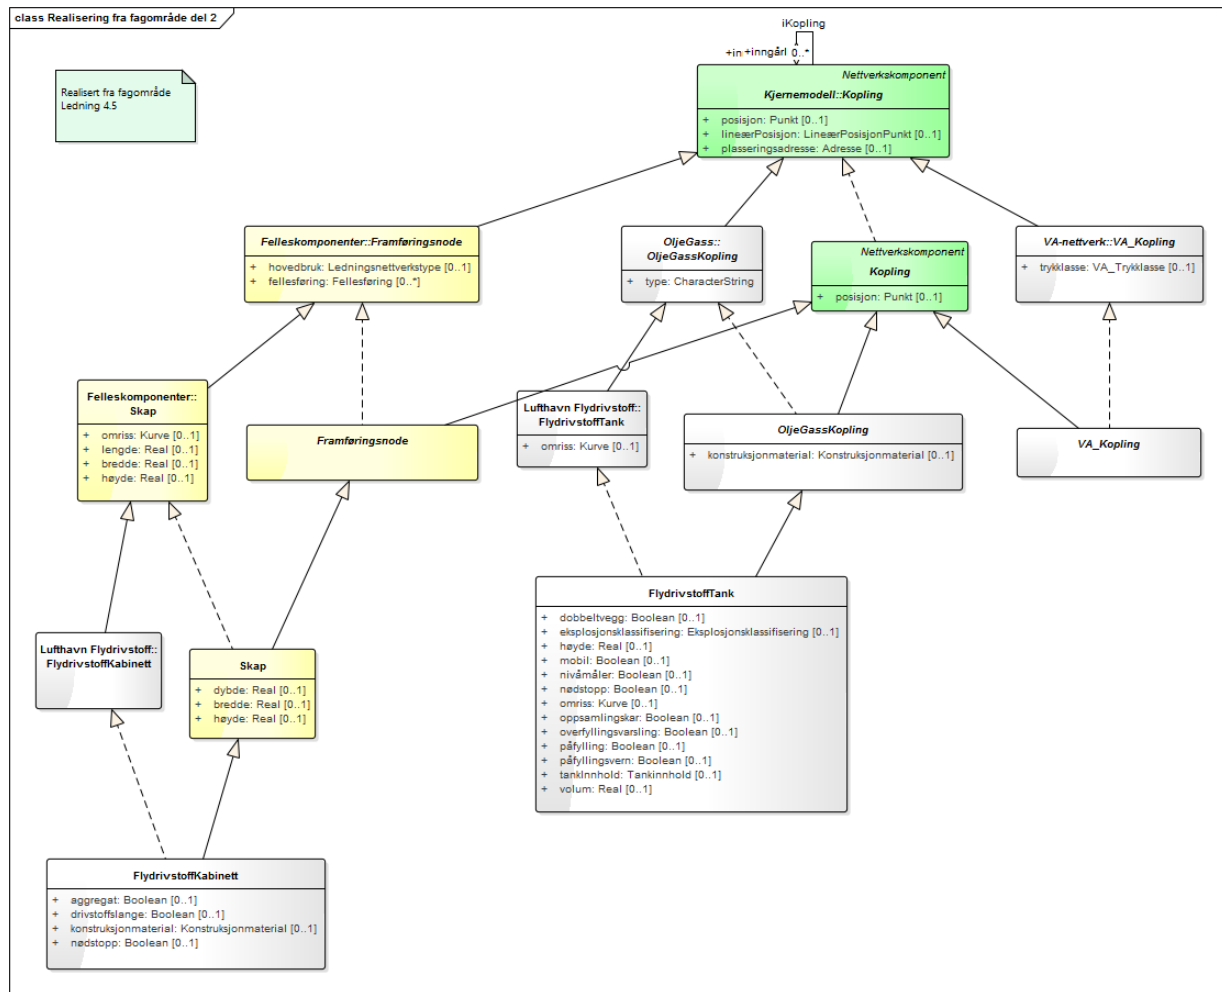 class Realisering fra fagområde del 2
iKopling
+in +inngårI 0..*
Realisert fra fagområde
Ledning 4.5
Nettverkskomponent
Kjernemodell::Kopling
+ posisjon: Punkt [0..1]
+ lineærPosisjon: LineærPosisjonPunkt [0..1]
+ plasseringsadresse: Adresse [0..1]
Felleskomponenter::Framføringsnode
+ hovedbruk: Ledningsnettverkstype [0..1]
+ fellesføring: Fellesføring [0..*]
OljeGass::
OljeGassKopling
+ type: CharacterString
Nettverkskomponent
Kopling
+ posisjon: Punkt [0..1]
VA-nettverk::VA_Kopling
+ trykklasse: VA_Trykklasse [0..1]
Felleskomponenter::
Skap
+ omriss: Kurve [0..1]
+ lengde: Real [0..1]
+ bredde: Real [0..1]
+ høyde: Real [0..1]
Framføringsnode
Lufthavn Flydrivstoff::
FlydrivstoffTank
+ omriss: Kurve [0..1]
OljeGassKopling
+ konstruksjonmaterial: Konstruksjonmaterial [0..1]
VA_Kopling
Lufthavn Flydrivstoff::
FlydrivstoffKabinett
Skap
+ dybde: Real [0..1]
+ bredde: Real [0..1]
+ høyde: Real [0..1]
FlydrivstoffTank
+ dobbeltvegg: Boolean [0..1]
+ eksplosjonsklassifisering: Eksplosjonsklassifisering [0..1]
+ høyde: Real [0..1]
+ mobil: Boolean [0..1]
+ nivåmåler: Boolean [0..1]
+ nødstopp: Boolean [0..1]
+ omriss: Kurve [0..1]
+ oppsamlingskar: Boolean [0..1]
+ overfyllingsvarsling: Boolean [0..1]
+ påfylling: Boolean [0..1]
+ påfyllingsvern: Boolean [0..1]
+ tankInnhold: Tankinnhold [0..1]
+ volum: Real [0..1]
FlydrivstoffKabinett
+ aggregat: Boolean [0..1]
+ drivstoffslange: Boolean [0..1]
+ konstruksjonmaterial: Konstruksjonmaterial [0..1]
+ nødstopp: Boolean [0..1]